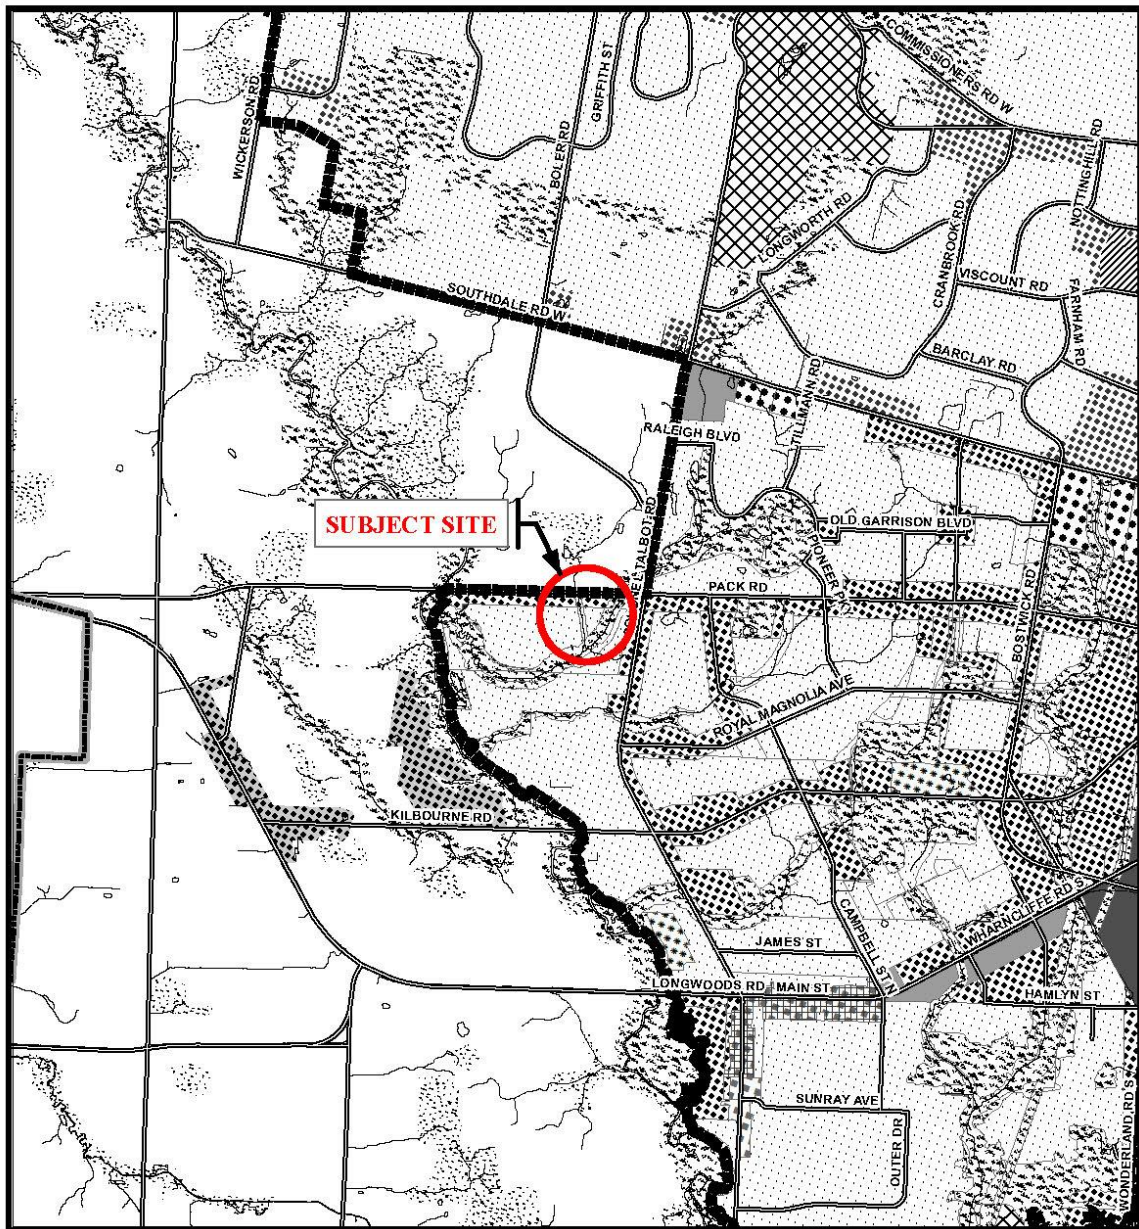 COMMISSIONERS RD W
GRIFFITH ST
WICKERSON RD
BOLER RD
NOTTINGHILL RD
LONGWORTH RD
CRANBROOK RD
VISCOUNT RD
SOUTHDALE RD W
FARNHAM RD
BARCLAY RD
TILLMANN RD
RALEIGH BLVD
SUBJECT SITE
TALBOT RD
OLD GARRISON BLVD
PIONEER
PACK RD
BOSTWICK RD
ROYAL MAGNOLIA AVE
KILBOURNE RD
WHARNCLIFFE RD S
CAMPBELL ST N
JAMES ST
LONGWOODS RD
MAIN ST
HAMLYN ST
SUNRAY AVE
OUTER DR
WONDERLAND RD S